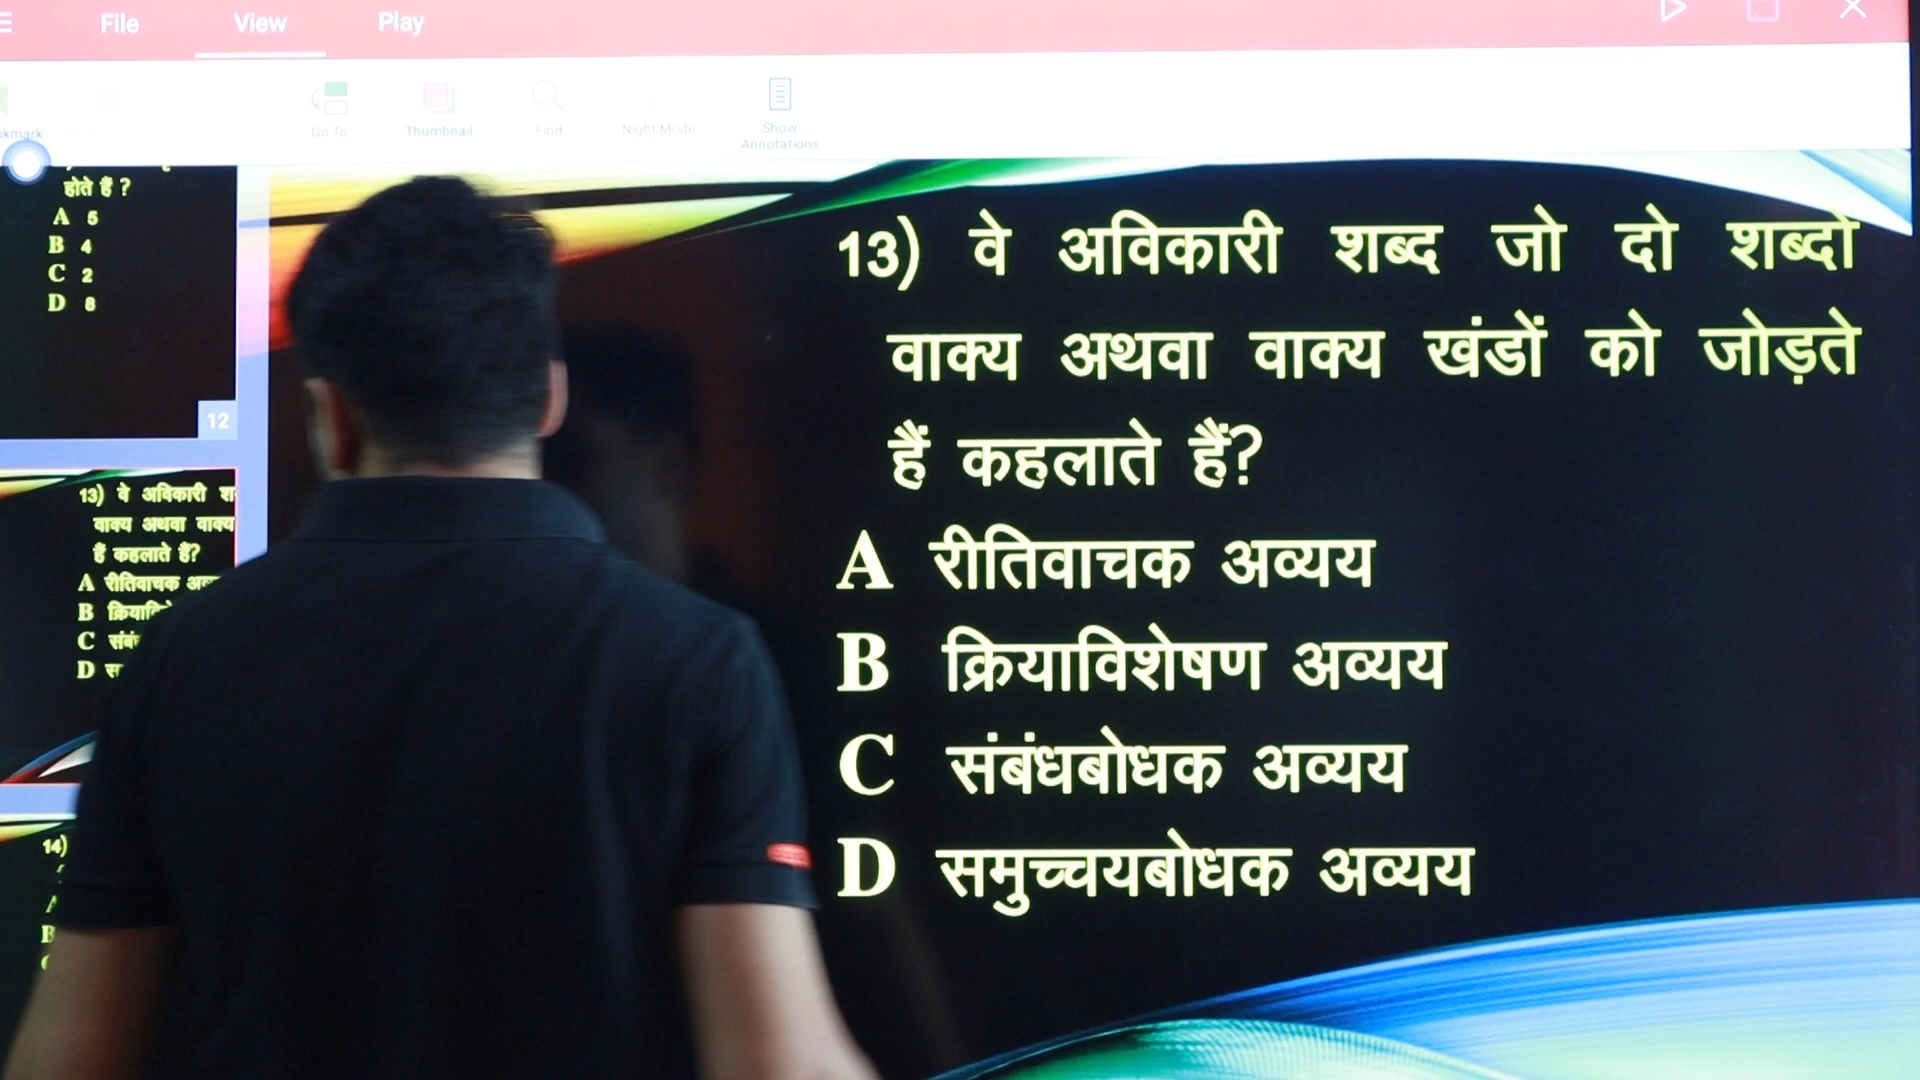 File View Play
Go To Thumbnail Find Night Mode Show Annotations
होते हैं ?
A 5
B 4
C 2
D 8
12
13) वे अविकारी
वाक्य अथवा वाक्य
हैं कहलाते हैं?
A रीतिवाचक
B
C
D
14)
B
13) वे अविकारी शब्द जो दो शब्दों
वाक्य अथवा वाक्य खंडों को जोड़ते
हैं कहलाते हैं?
A रीतिवाचक अव्यय
B क्रियाविशेषण अव्यय
C संबंधबोधक अव्यय
D समुच्चयबोधक अव्यय